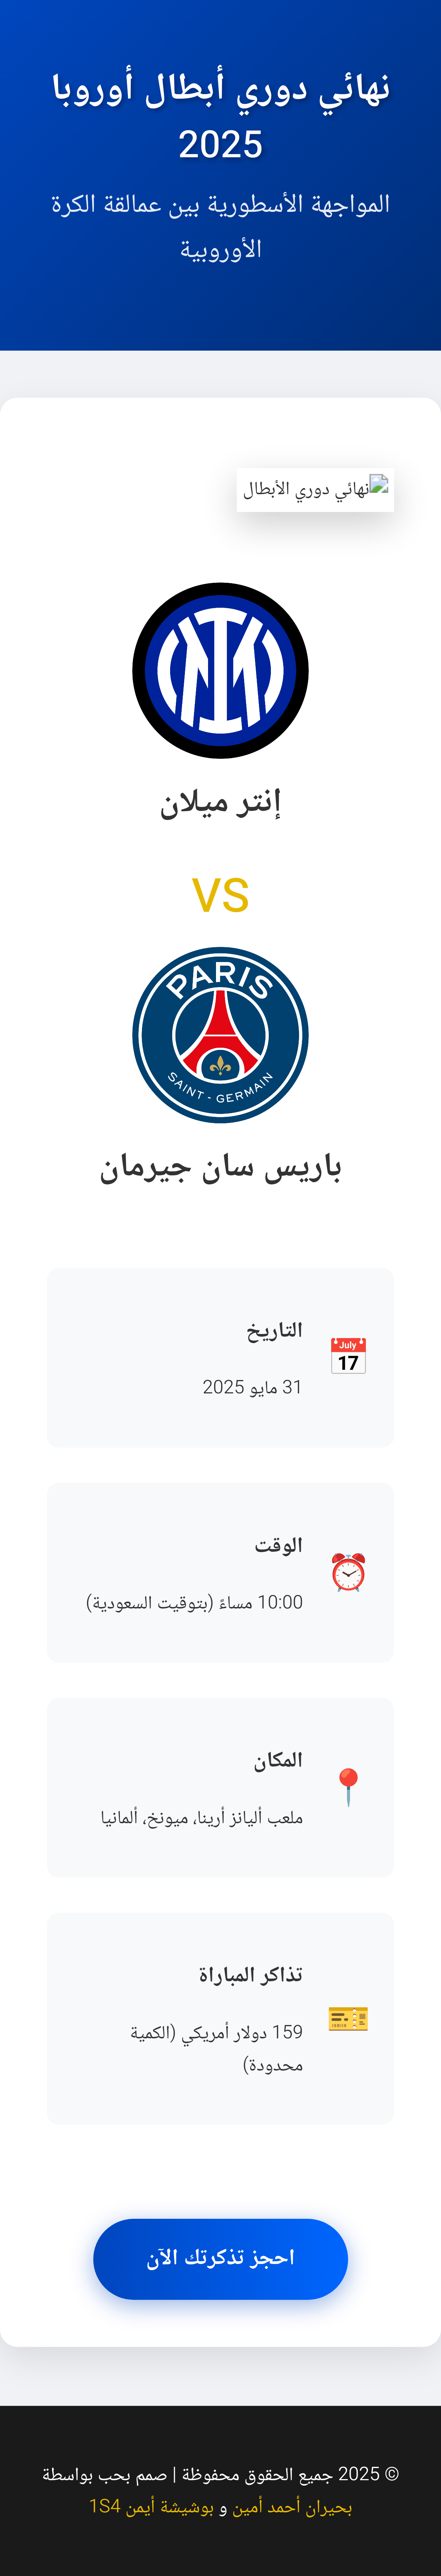 نهائي دوري أبطال أوروبا
2025
المواجهة الأسطورية بين عمالقة الكرة
الأوروبية
نهائي دوري الأبطال
إنتر ميلان
VS
PARIS
SAINT - GERMAIN
باريس سان جيرمان
July
17
التاريخ
31 مايو 2025
الوقت
10:00 مساءً (بتوقيت السعودية)
المكان
ملعب أليانز أرينا، ميونخ، ألمانيا
تذاكر المباراة
159 دولار أمريكي (الكمية
محدودة)
احجز تذكرتك الآن
© 2025 جميع الحقوق محفوظة | صمم بحب بواسطة
بحيران أحمد أمين و بوشيشة أيمن 1S4